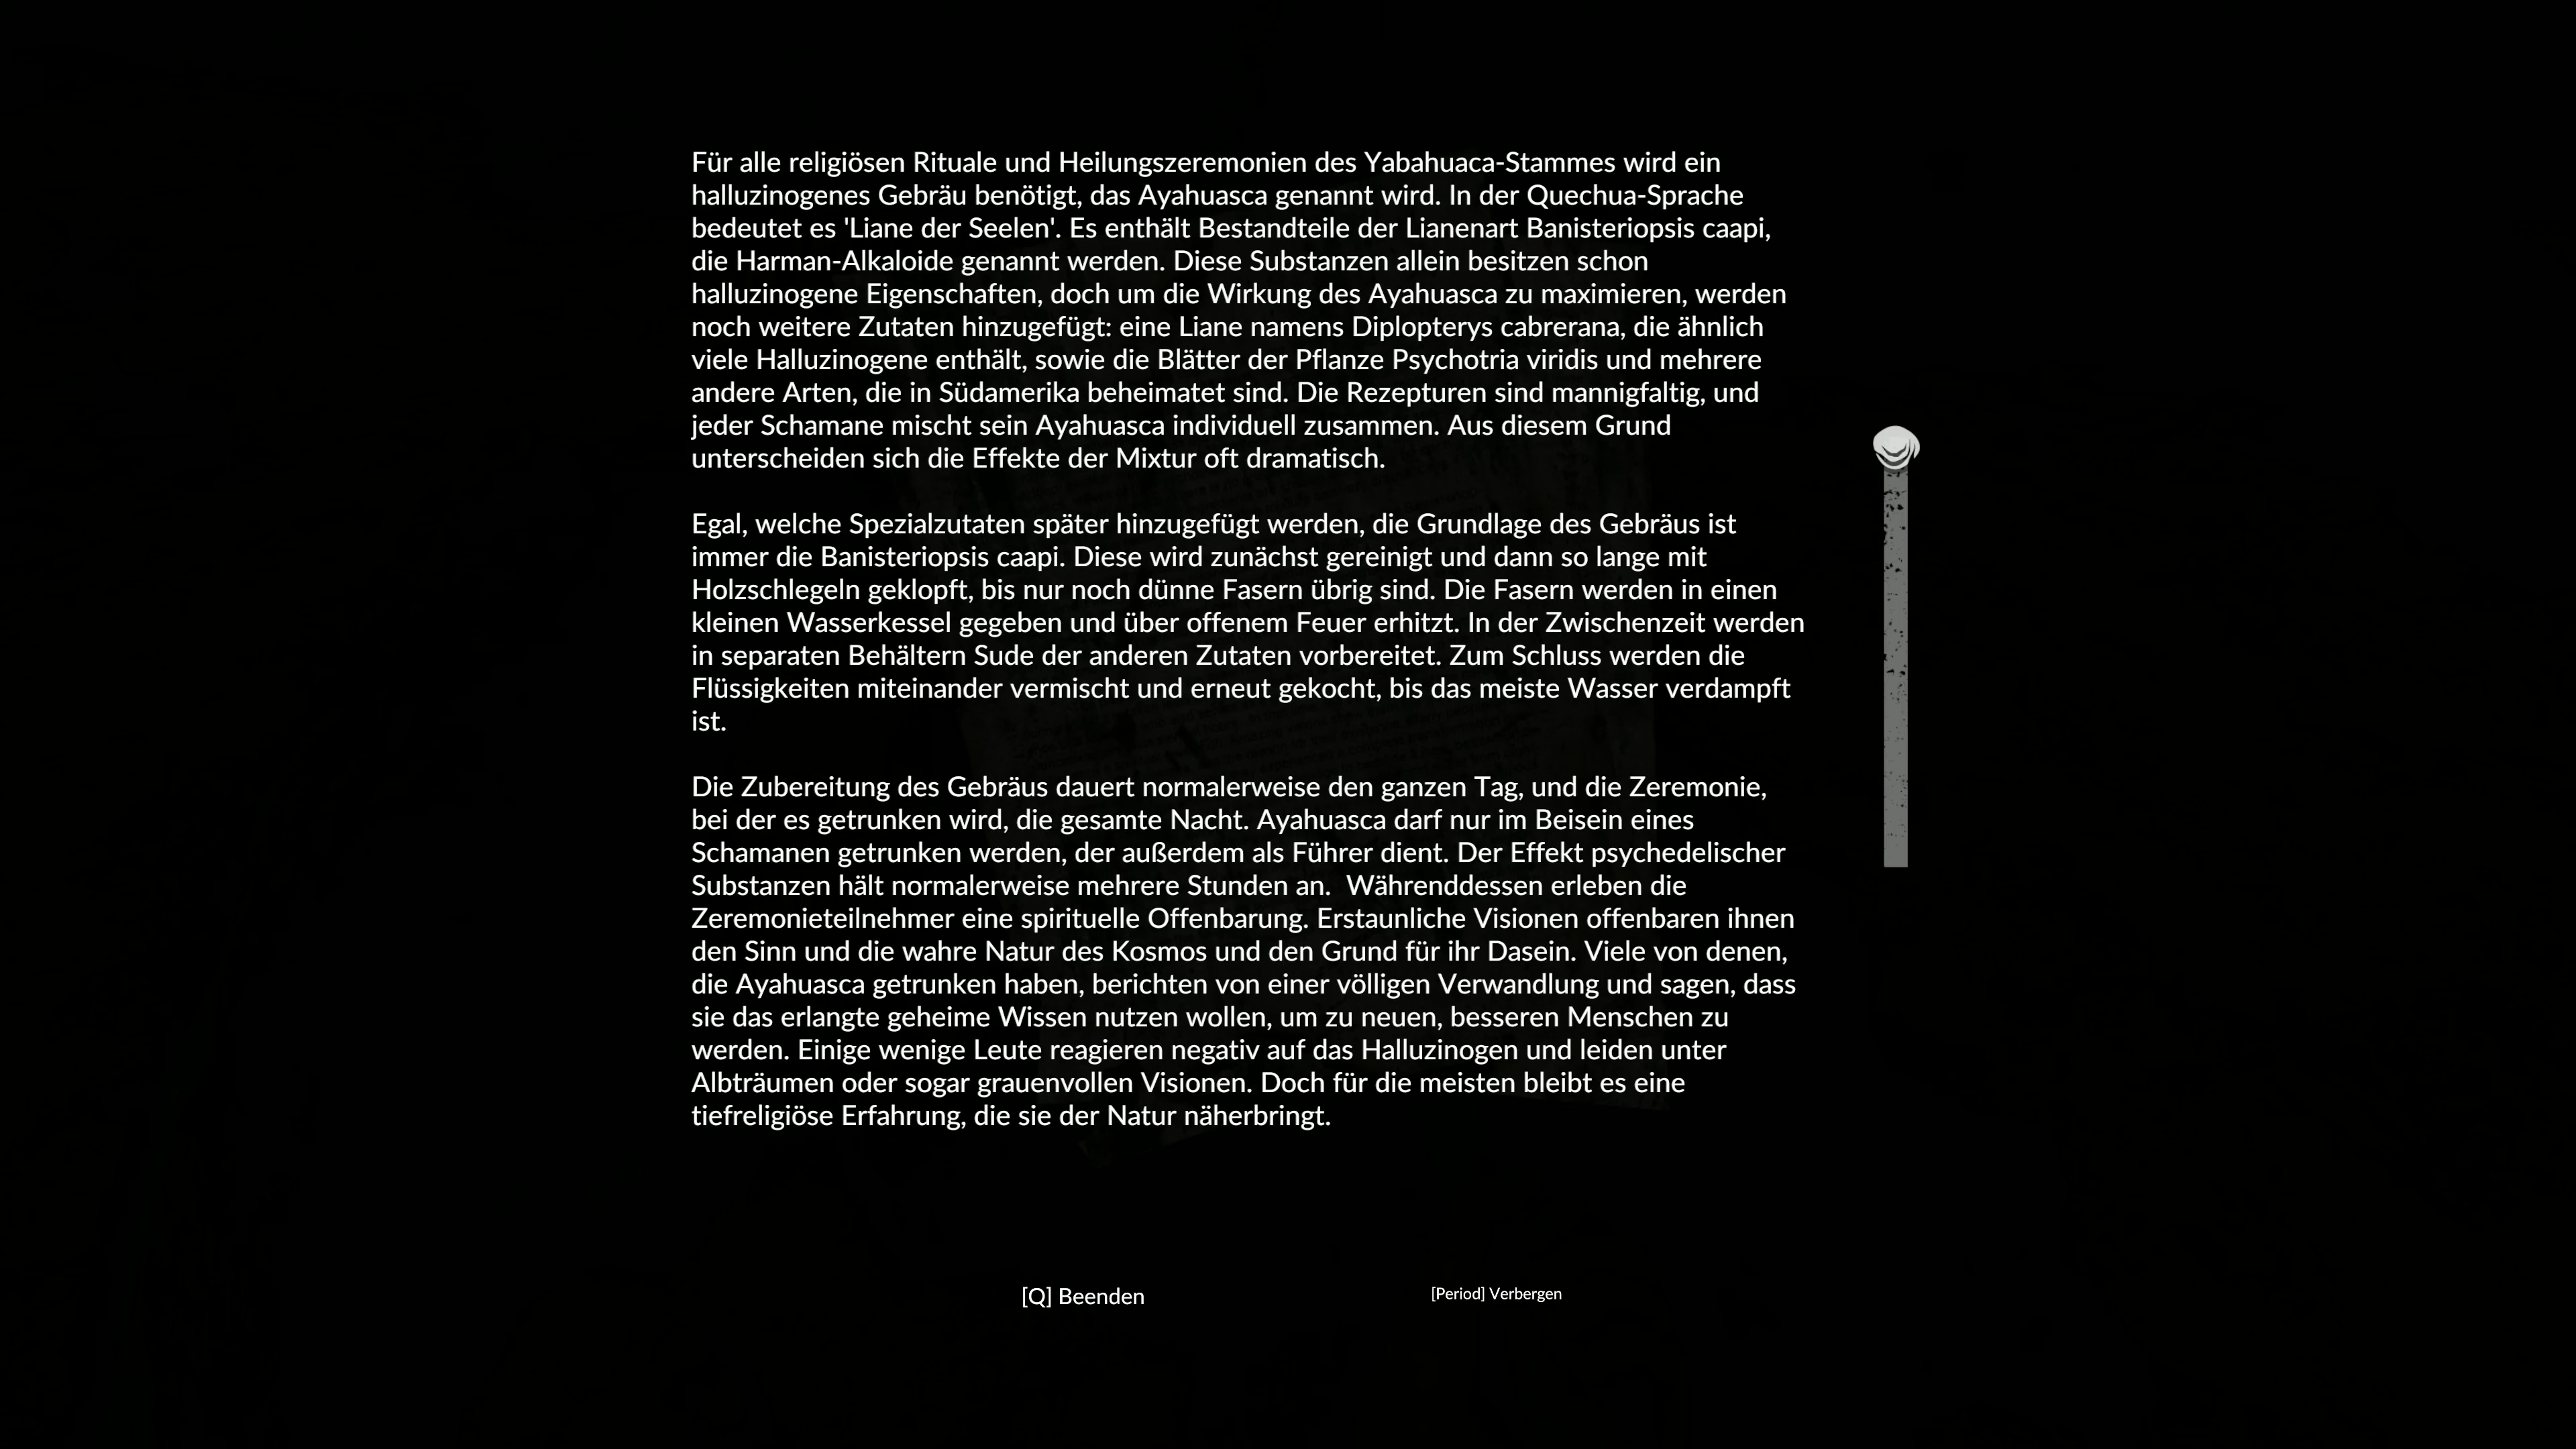 Für alle religiösen Rituale und Heilungszeremonien des Yabahuaca-Stammes wird ein
halluzinogenes Gebräu benötigt, das Ayahuasca genannt wird. In der Quechua-Sprache
bedeutet es 'Liane der Seelen'. Es enthält Bestandteile der Lianenart Banisteriopsis caapi,
die Harman-Alkaloide genannt werden. Diese Substanzen allein besitzen schon
halluzinogene Eigenschaften, doch um die Wirkung des Ayahuasca zu maximieren, werden
noch weitere Zutaten hinzugefügt: eine Liane namens Diplopterys cabrerana, die ähnlich
viele Halluzinogene enthält, sowie die Blätter der Pflanze Psychotria viridis und mehrere
andere Arten, die in Südamerika beheimatet sind. Die Rezepturen sind mannigfaltig, und
jeder Schamane mischt sein Ayahuasca individuell zusammen. Aus diesem Grund
unterscheiden sich die Effekte der Mixtur oft dramatisch.

Egal, welche Spezialzutaten später hinzugefügt werden, die Grundlage des Gebräus ist
immer die Banisteriopsis caapi. Diese wird zunächst gereinigt und dann so lange mit
Holzschlegeln geklopft, bis nur noch dünne Fasern übrig sind. Die Fasern werden in einen
kleinen Wasserkessel gegeben und über offenem Feuer erhitzt. In der Zwischenzeit werden
in separaten Behältern Sude der anderen Zutaten vorbereitet. Zum Schluss werden die
Flüssigkeiten miteinander vermischt und erneut gekocht, bis das meiste Wasser verdampft
ist.

Die Zubereitung des Gebräus dauert normalerweise den ganzen Tag, und die Zeremonie,
bei der es getrunken wird, die gesamte Nacht. Ayahuasca darf nur im Beisein eines
Schamanen getrunken werden, der außerdem als Führer dient. Der Effekt psychedelischer
Substanzen hält normalerweise mehrere Stunden an.  Währenddessen erleben die
Zeremonieteilnehmer eine spirituelle Offenbarung. Erstaunliche Visionen offenbaren ihnen
den Sinn und die wahre Natur des Kosmos und den Grund für ihr Dasein. Viele von denen,
die Ayahuasca getrunken haben, berichten von einer völligen Verwandlung und sagen, dass
sie das erlangte geheime Wissen nutzen wollen, um zu neuen, besseren Menschen zu
werden. Einige wenige Leute reagieren negativ auf das Halluzinogen und leiden unter
Albträumen oder sogar grauenvollen Visionen. Doch für die meisten bleibt es eine
tiefreligiöse Erfahrung, die sie der Natur näherbringt.

[Q] Beenden
[Period] Verbergen